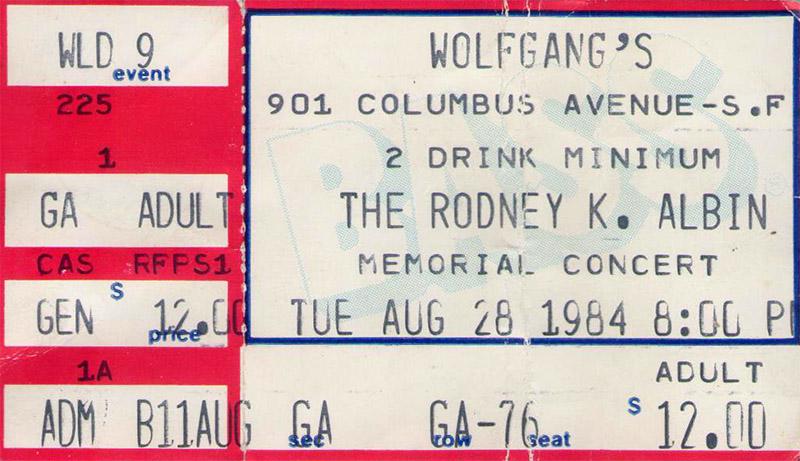 WLD 9
event
225
1
GA ADULT
CAS RFPS1
GEN $ 12.00
price
1A
ADM B11AUG
WOLFGANG'S
901 COLUMBUS AVENUE-S.F
2 DRINK MINIMUM
THE RODNEY K. ALBIN
MEMORIAL CONCERT
TUE AUG 28 1984 8:00 P
BASS
ADULT
GA GA-76 $ 12.00
sec row seat